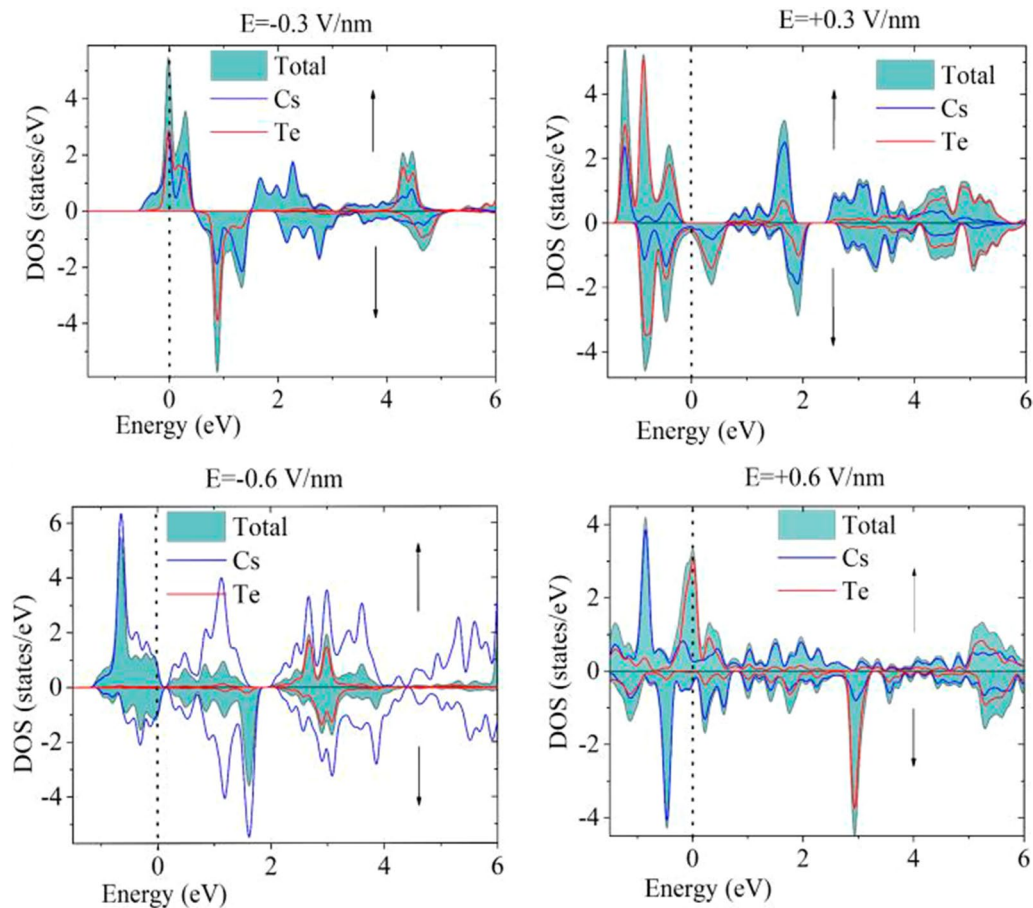 E=-0.3 V/nm
Total
Cs
Te
DOS (states/eV)
4
2
0
-2
-4
0
2
4
6
Energy (eV)
E=+0.3 V/nm
Total
Cs
Te
DOS (states/eV)
4
2
0
-2
-4
0
2
4
6
Energy (eV)
E=-0.6 V/nm
Total
Cs
Te
DOS (states/eV)
6
4
2
0
-2
-4
0
2
4
6
Energy (eV)
E=+0.6 V/nm
Total
Cs
Te
DOS (states/eV)
4
2
0
-2
-4
0
2
4
6
Energy (eV)